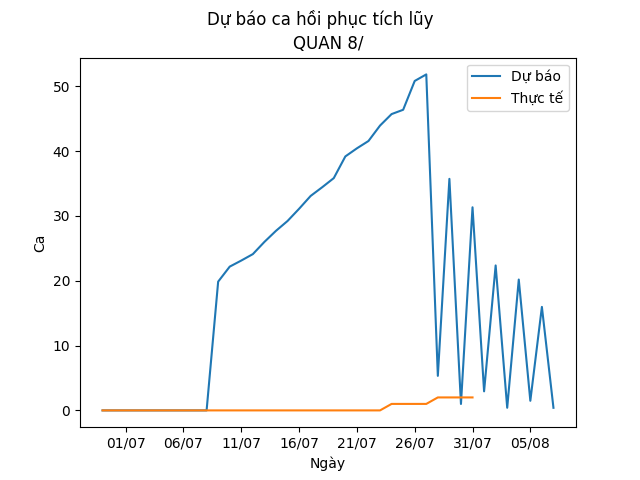 Dự báo ca hồi phục tích lũy
QUAN 8/
Dự báo
Thực tế
50
40
30
20
10
0
Ca
01/07 06/07 11/07 16/07 21/07 26/07 31/07 05/08
Ngày